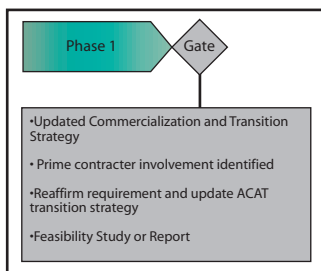 Phase 1
Gate
•Updated Commercialization and Transition
Strategy
• Prime contracter involvement identified
•Reaffirm requirement and update ACAT
transition strategy
•Feasibility Study or Report